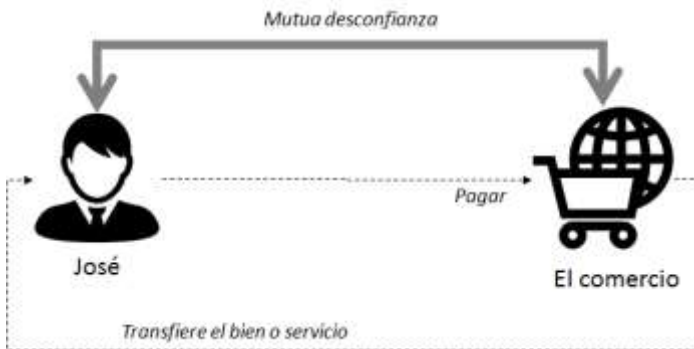 Mutua desconfianza
Pagar
José
El comercio
Transfiere el bien o servicio